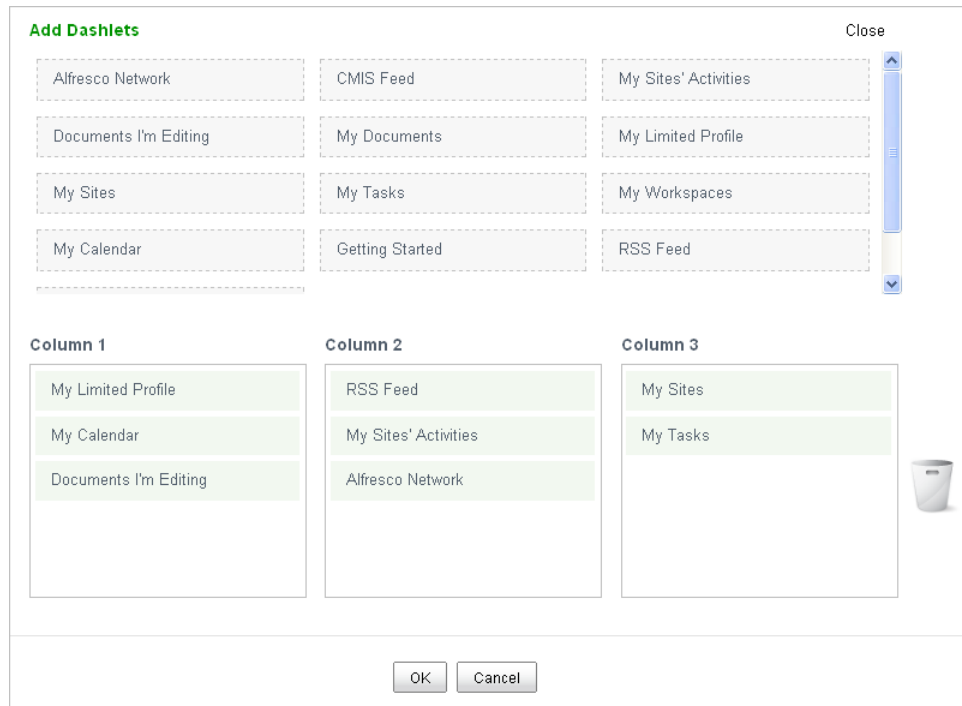 Add Dashlets Close
Alfresco Network CMIS Feed My Sites' Activities
Documents I'm Editing My Documents My Limited Profile
My Sites My Tasks My Workspaces
My Calendar Getting Started RSS Feed
Column 1 Column 2 Column 3
My Limited Profile RSS Feed My Sites
My Calendar My Sites' Activities My Tasks
Documents I'm Editing Alfresco Network
OK Cancel